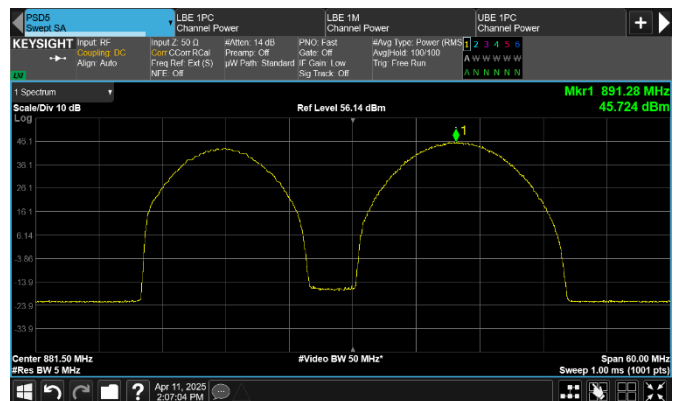 PSD5
Swept SA
LBE 1PC
Channel Power
LBE 1M
Channel Power
UBE 1PC
Channel Power
KEYSIGHT
Input: RF
Coupling: DC
Align: Auto
Input Z: 50 Ω
Corr CCorr RCal
Freq Ref: Ext (S)
NFE: Off
#Atten: 14 dB
Preamp: Off
µW Path: Standard
PNO: Fast
Gate: Off
IF Gain: Low
Sig Track: Off
#Avg Type: Power (RMS)
Avg|Hold: 100/100
Trig: Free Run
1 2 3 4 5 6
A W W W W W
A N N N N N
LXI
1 Spectrum
Mkr1 891.28 MHz
Scale/Div 10 dB
Ref Level 56.14 dBm
45.724 dBm
Log
1
46.1
36.1
26.1
16.1
6.14
-3.86
-13.9
-23.9
-33.9
Center 881.50 MHz
#Video BW 50 MHz*
Span 60.00 MHz
#Res BW 5 MHz
Sweep 1.00 ms (1001 pts)
?
Apr 11, 2025
2:07:04 PM